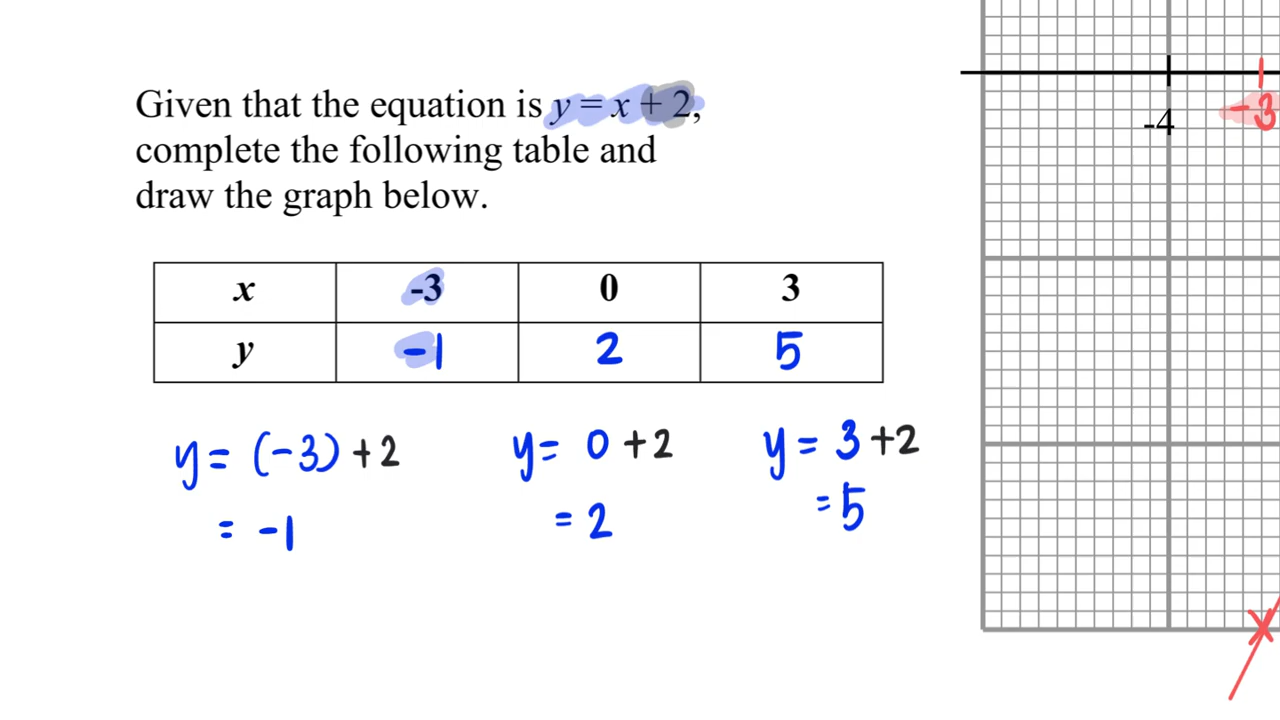 Given that the equation is y = x + 2,
complete the following table and
draw the graph below.
x -3 0 3
y -1 2 5
y = (-3) + 2
= -1
y = 0 + 2
= 2
y = 3 + 2
= 5
-4 -3